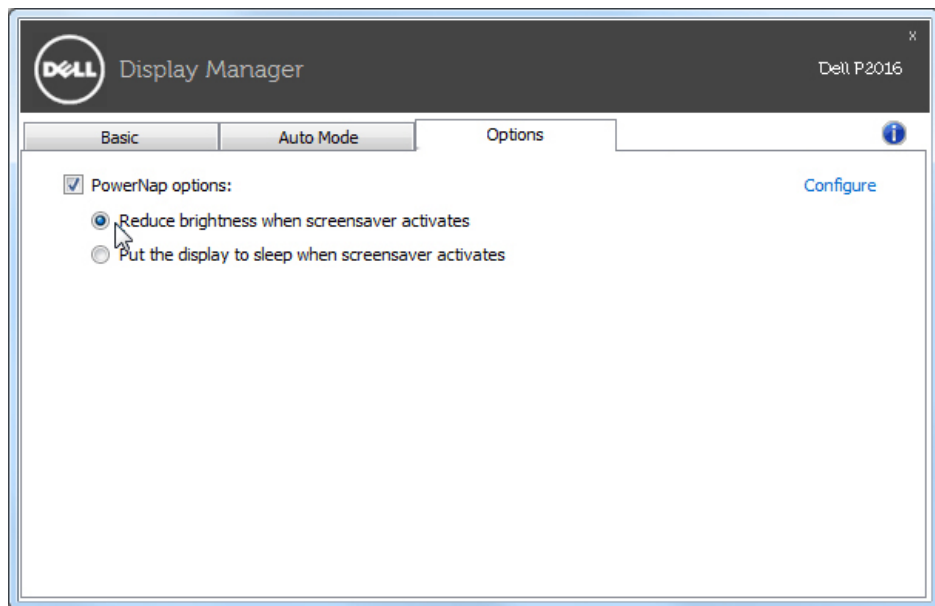 x
DELL Display Manager
Dell P2016
Basic Auto Mode Options
PowerNap options: Configure
Reduce brightness when screensaver activates
Put the display to sleep when screensaver activates